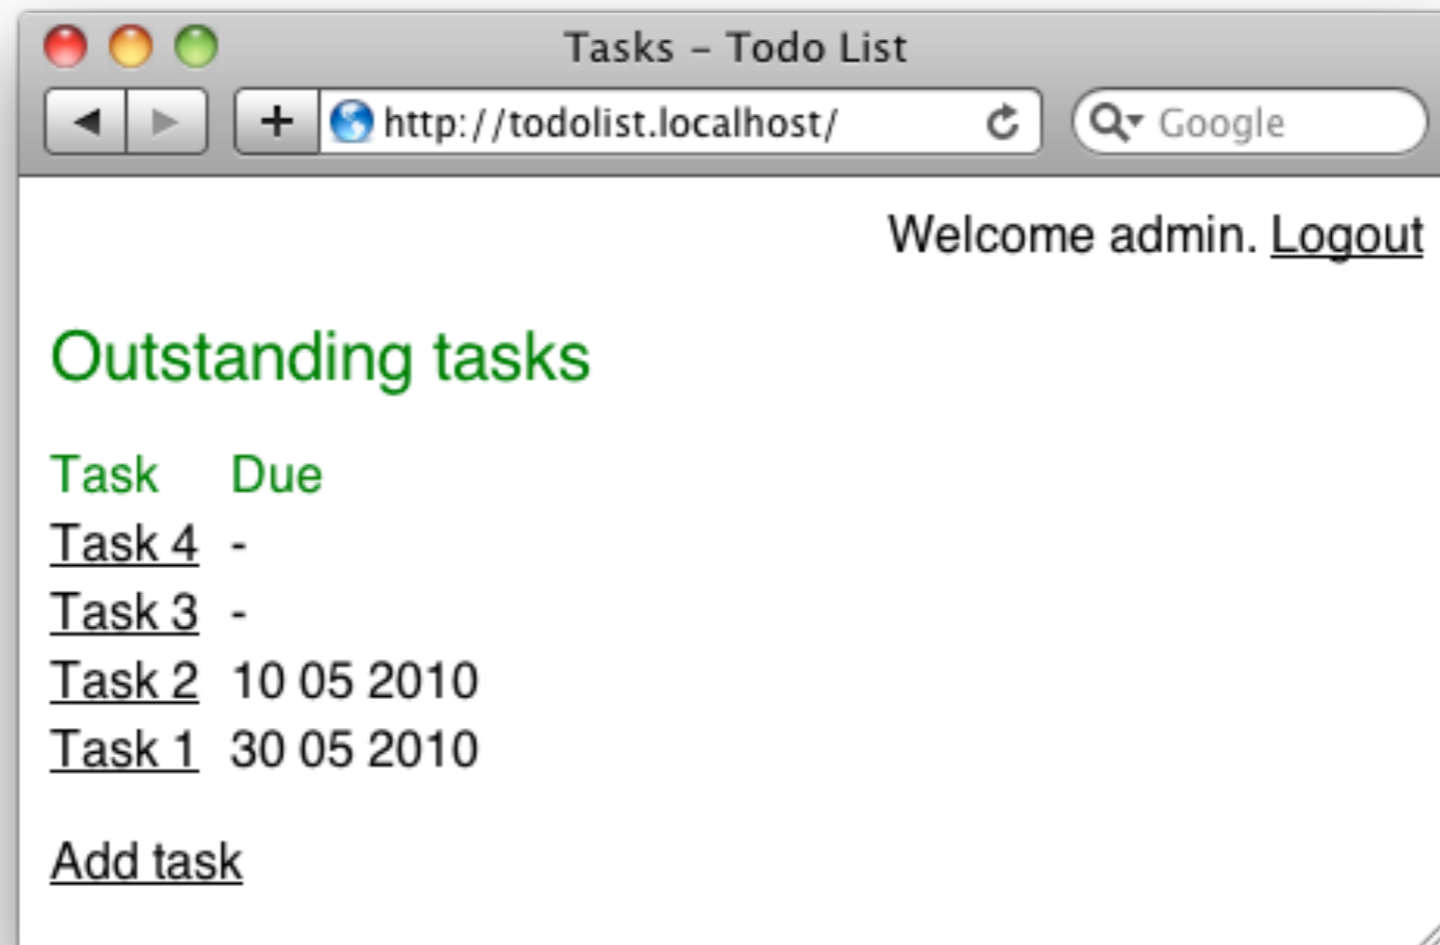 Tasks – Todo List
http://todolist.localhost/ Google
Welcome admin. Logout
Outstanding tasks
Task Due
Task 4 -
Task 3 -
Task 2 10 05 2010
Task 1 30 05 2010
Add task